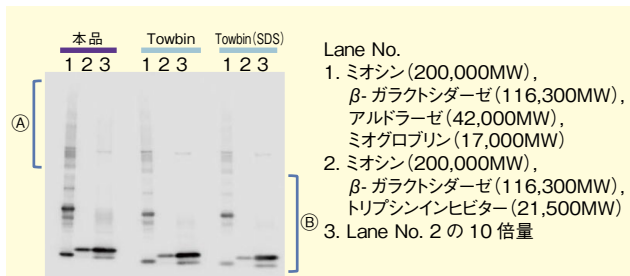 本品 Towbin Towbin(SDS)
1 2 3 1 2 3 1 2 3
Ⓐ
Ⓑ
Lane No.
1. ミオシン(200,000MW),
β- ガラクトシダーゼ(116,300MW),
アルドラーゼ(42,000MW),
ミオグロブリン(17,000MW)
2. ミオシン(200,000MW),
β- ガラクトシダーゼ(116,300MW),
トリプシンインヒビター(21,500MW)
3. Lane No. 2 の 10 倍量